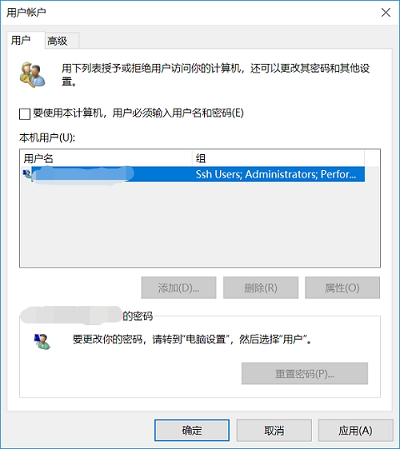 用户帐户
用户
高级
用下列表授予或拒绝用户访问你的计算机，还可以更改其密码和其他设
置。
要使用本计算机，用户必须输入用户名和密码(E)
本机用户(U):
用户名
组
Ssh Users; Administrators; Perfor...
添加(D)...
删除(R)
属性(O)
的密码
要更改你的密码，请转到"电脑设置"，然后选择"用户"。
重置密码(P)...
确定
取消
应用(A)